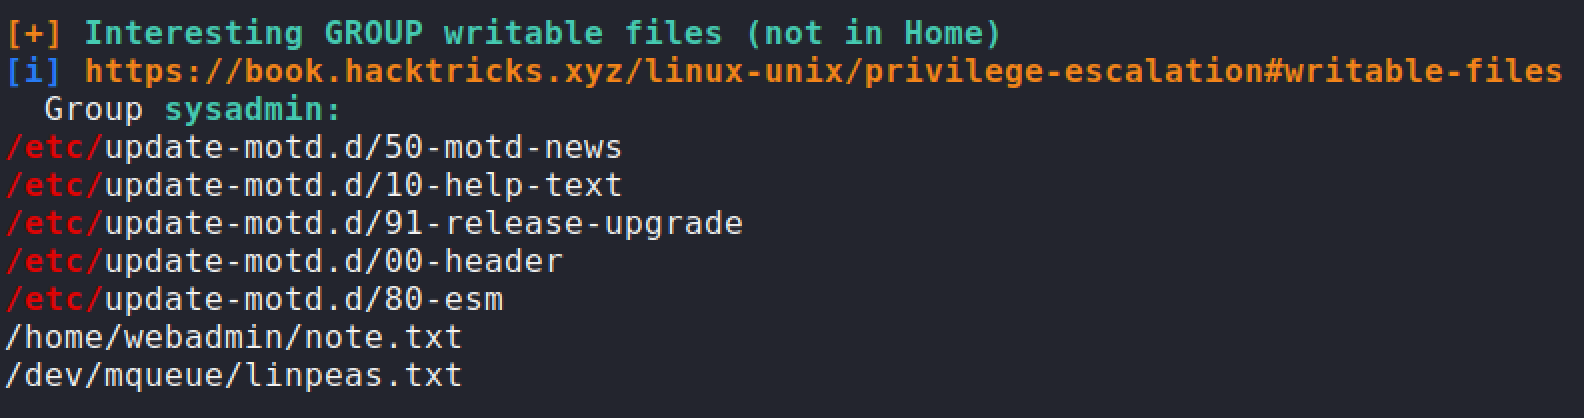 [+] Interesting GROUP writable files (not in Home)
[i] https://book.hacktricks.xyz/linux-unix/privilege-escalation#writable-files
  Group sysadmin:
/etc/update-motd.d/50-motd-news
/etc/update-motd.d/10-help-text
/etc/update-motd.d/91-release-upgrade
/etc/update-motd.d/00-header
/etc/update-motd.d/80-esm
/home/webadmin/note.txt
/dev/mqueue/linpeas.txt